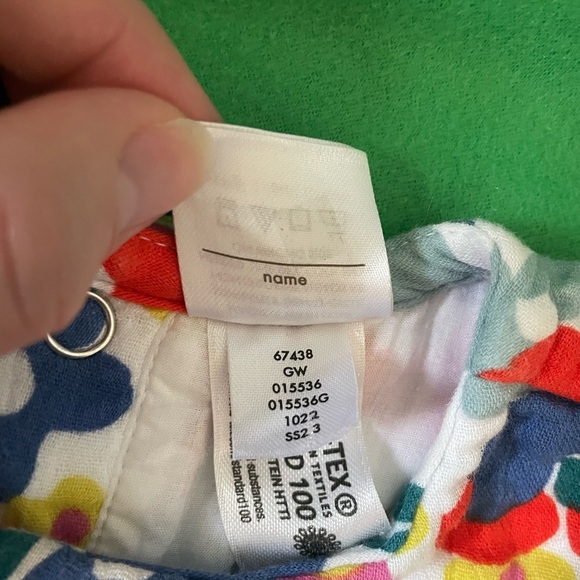 name
67438
GW
015536
015536G
1022
SS23
TEX®
N TEXTILES
D 100
TEIN HTTI
substances.
standard100